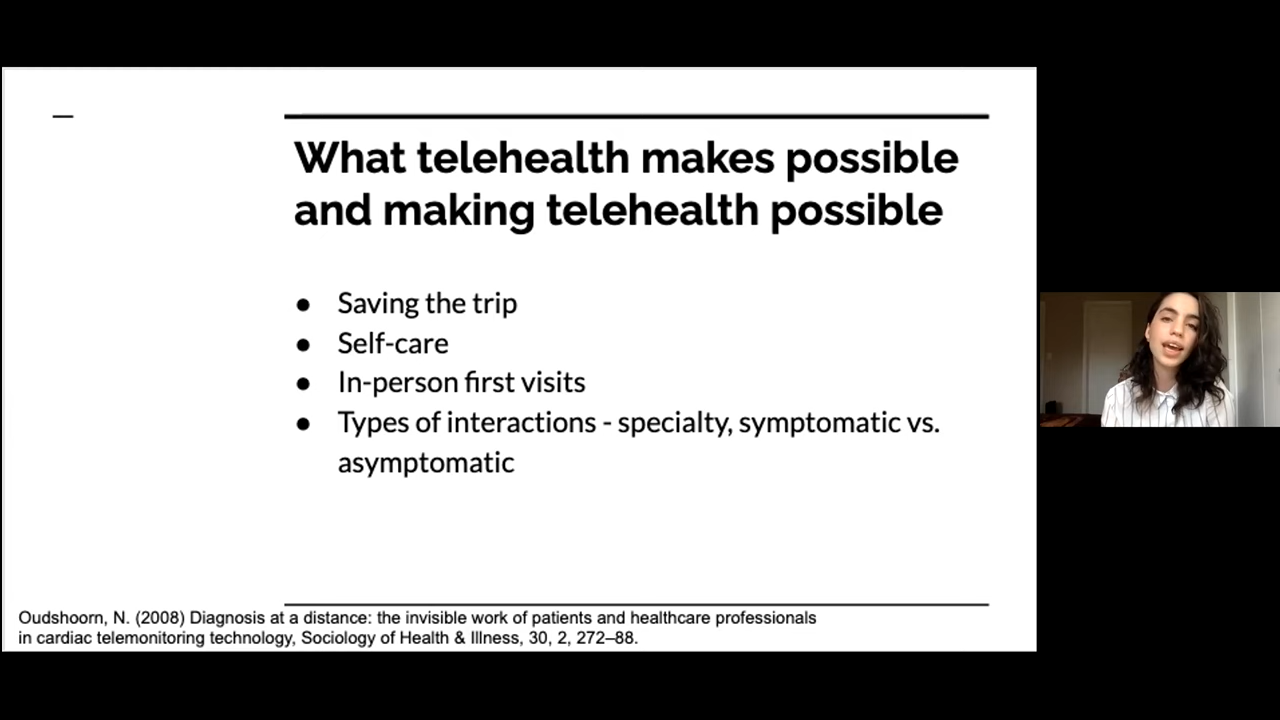 What telehealth makes possible
and making telehealth possible
● Saving the trip
● Self-care
● In-person first visits
● Types of interactions - specialty, symptomatic vs.
asymptomatic
Oudshoorn, N. (2008) Diagnosis at a distance: the invisible work of patients and healthcare professionals
in cardiac telemonitoring technology, Sociology of Health & Illness, 30, 2, 272–88.